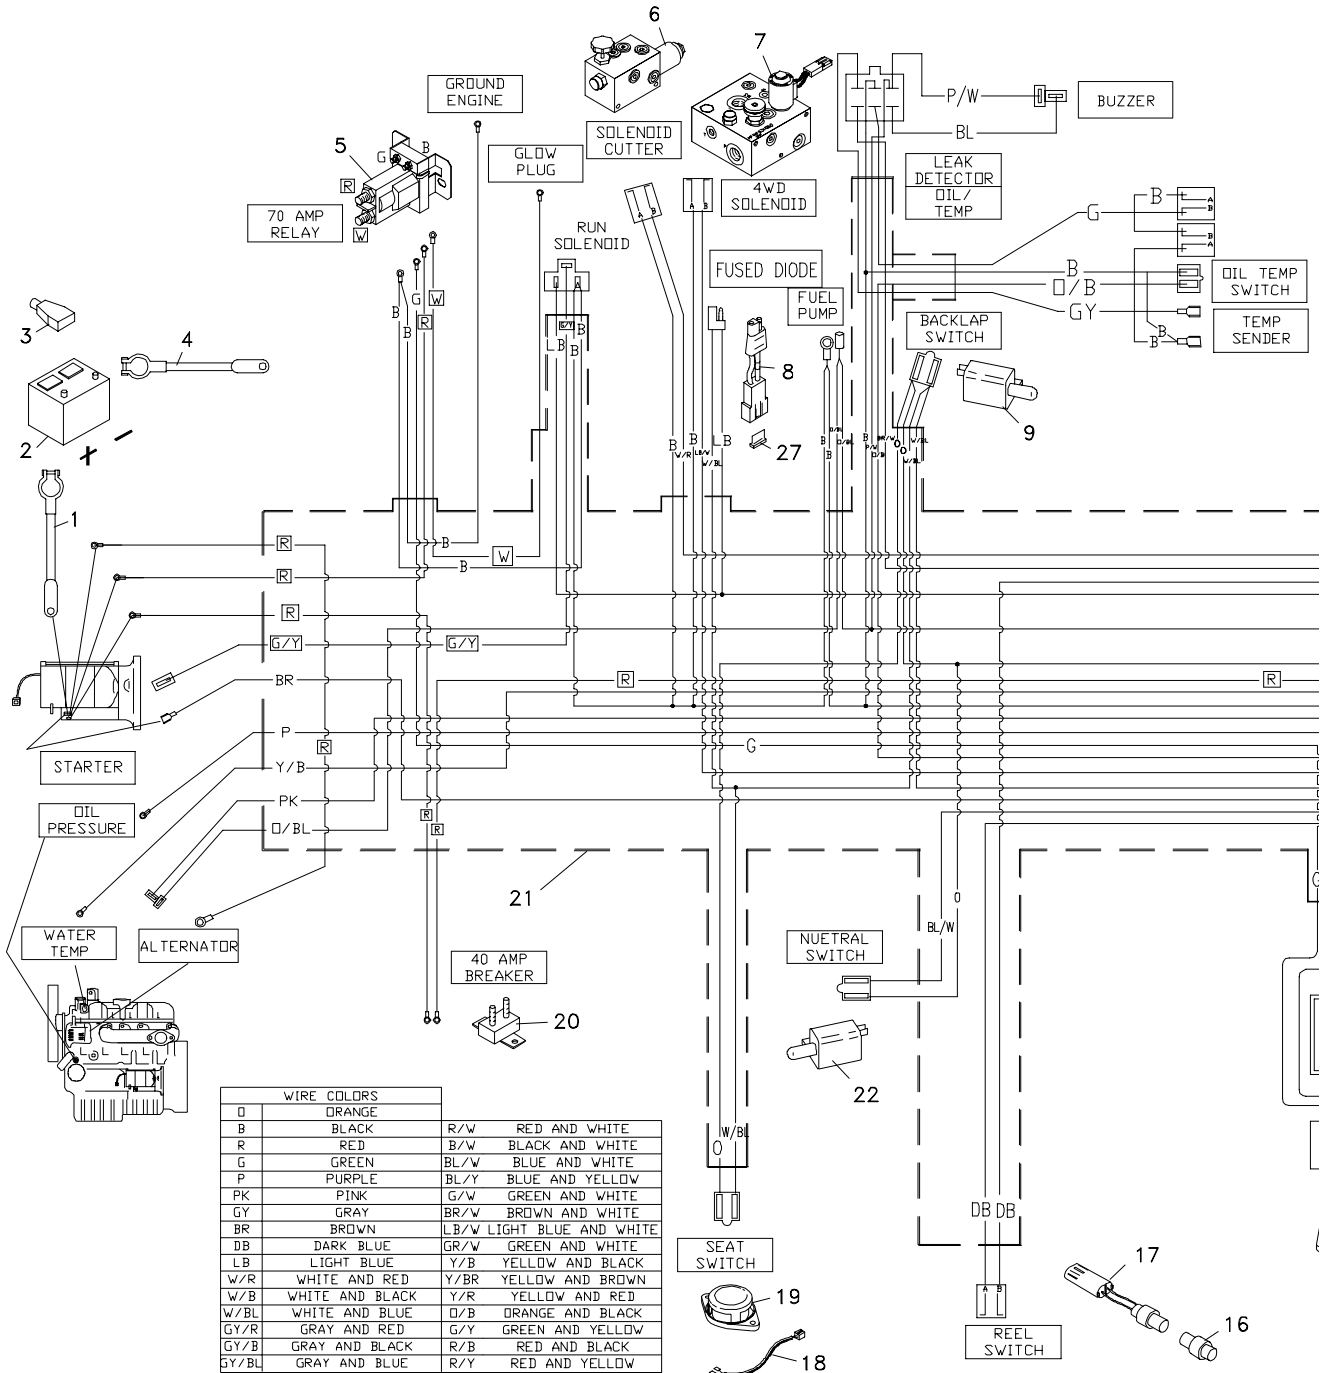 6
7
GROUND
ENGINE
P/W
BUZZER
BL
SOLENOID
CUTTER
GLOW
PLUG
5
G
B
R
W
70 AMP
RELAY
4WD
SOLENOID
LEAK
DETECTOR
OIL/
TEMP
RUN
SOLENOID
A
B
A
B
G
B
A
B
B
A
B
O/B
GY
B
B
OIL TEMP
SWITCH
TEMP
SENDER
FUSED DIODE
FUEL
PUMP
BACKLAP
SWITCH
3
4
2
8
9
27
1
B
B
G
R
W
G/Y
A
B
LB
B
B
W/R
B
LB/W
W/BL
LB
B
B
O/BL
O/BL
B
P/W
O/B
BR/W
O
O
W/BL
W/BL
R
B
W
R
B
R
G/Y
G/Y
BR
R
R
P
R
G
STARTER
Y/B
PK
O/BL
R
R
OIL
PRESSURE
21
WATER
TEMP
ALTERNATOR
40 AMP
BREAKER
20
NUETRAL
SWITCH
BL/W
O
22
G
O
W/BL
SEAT
SWITCH
19
18
DB
DB
A
B
REEL
SWITCH
17
16
WIRE COLORS
O ORANGE
B BLACK R/W RED AND WHITE
R RED B/W BLACK AND WHITE
G GREEN BL/W BLUE AND WHITE
P PURPLE BL/Y BLUE AND YELLOW
PK PINK G/W GREEN AND WHITE
GY GRAY BR/W BROWN AND WHITE
BR BROWN LB/W LIGHT BLUE AND WHITE
DB DARK BLUE GR/W GREEN AND WHITE
LB LIGHT BLUE Y/B YELLOW AND BLACK
W/R WHITE AND RED Y/BR YELLOW AND BROWN
W/B WHITE AND BLACK Y/R YELLOW AND RED
W/BL WHITE AND BLUE O/B ORANGE AND BLACK
GY/R GRAY AND RED G/Y GREEN AND YELLOW
GY/B GRAY AND BLACK R/B RED AND BLACK
GY/BL GRAY AND BLUE R/Y RED AND YELLOW